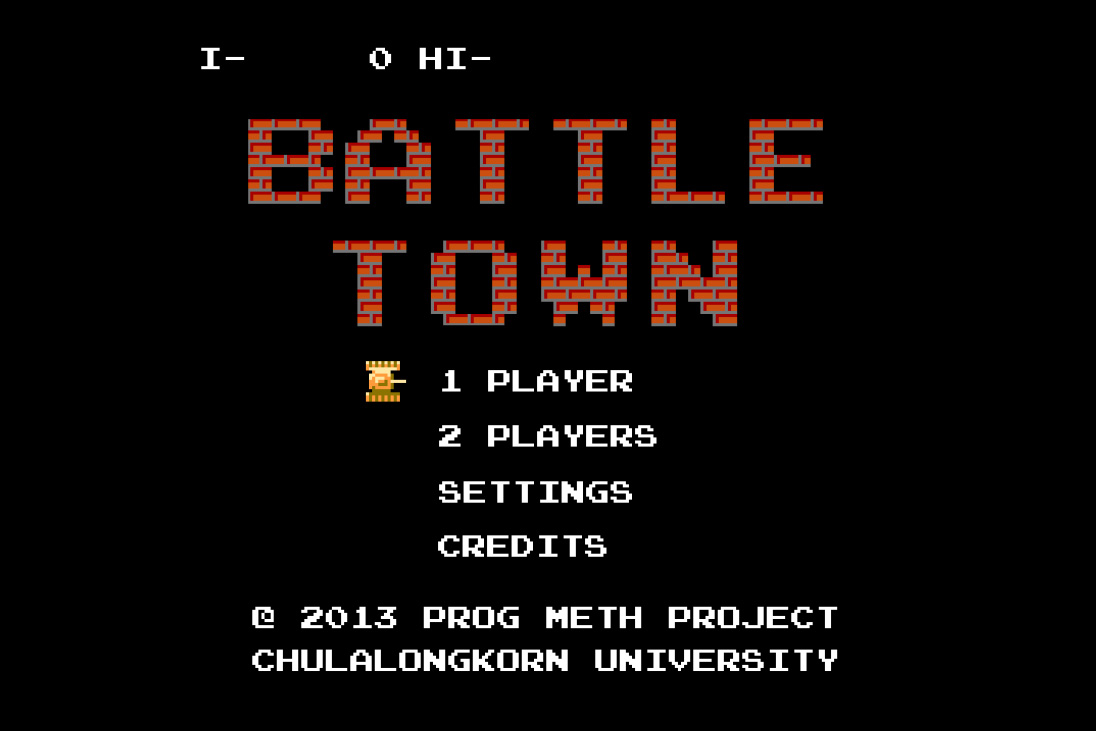 I-      0 HI-
BATTLE
TOWN
1 PLAYER
2 PLAYERS
SETTINGS
CREDITS
@ 2013 PROG METH PROJECT
CHULALONGKORN UNIVERSITY